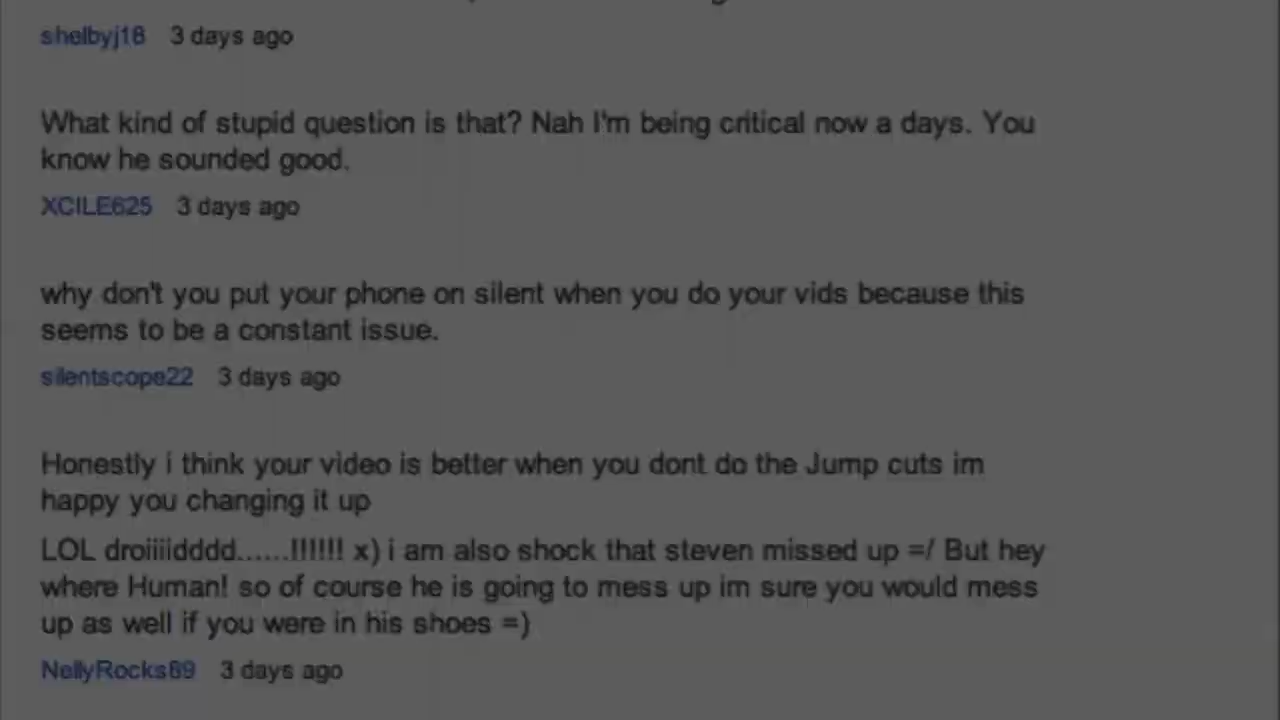 shelbyj16 3 days ago
What kind of stupid question is that? Nah I'm being critical now a days. You
know he sounded good.
XCILE625 3 days ago
why don't you put your phone on silent when you do your vids because this
seems to be a constant issue.
silentscope22 3 days ago
Honestly i think your video is better when you dont do the Jump cuts im
happy you changing it up
LOL droiiiidddd......!!!!!! x) i am also shock that steven missed up =/ But hey
where Human! so of course he is going to mess up im sure you would mess
up as well if you were in his shoes =)
NellyRocks89 3 days ago